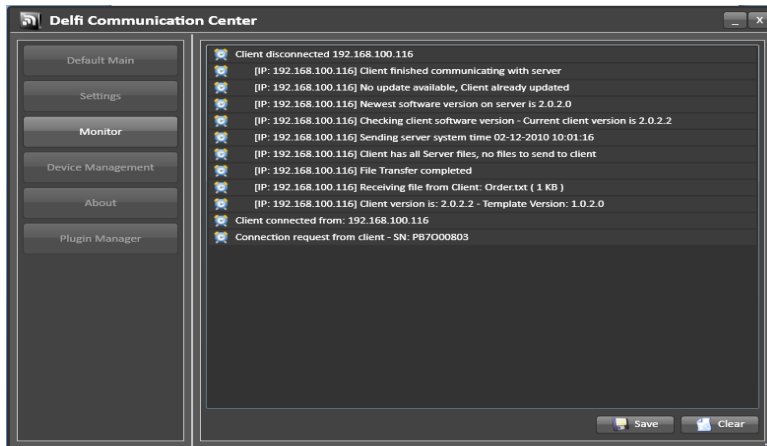 Delfi Communication Center
Default Main
Settings
Monitor
Device Management
About
Plugin Manager
Client disconnected 192.168.100.116
[IP: 192.168.100.116] Client finished communicating with server
[IP: 192.168.100.116] No update available, Client already updated
[IP: 192.168.100.116] Newest software version on server is 2.0.2.0
[IP: 192.168.100.116] Checking client software version - Current client version is 2.0.2.2
[IP: 192.168.100.116] Sending server system time 02-12-2010 10:01:16
[IP: 192.168.100.116] Client has all Server files, no files to send to client
[IP: 192.168.100.116] File Transfer completed
[IP: 192.168.100.116] Receiving file from Client: Order.txt ( 1 KB )
[IP: 192.168.100.116] Client version is: 2.0.2.2 - Template Version: 1.0.2.0
Client connected from: 192.168.100.116
Connection request from client - SN: PB7O00803
Save
Clear